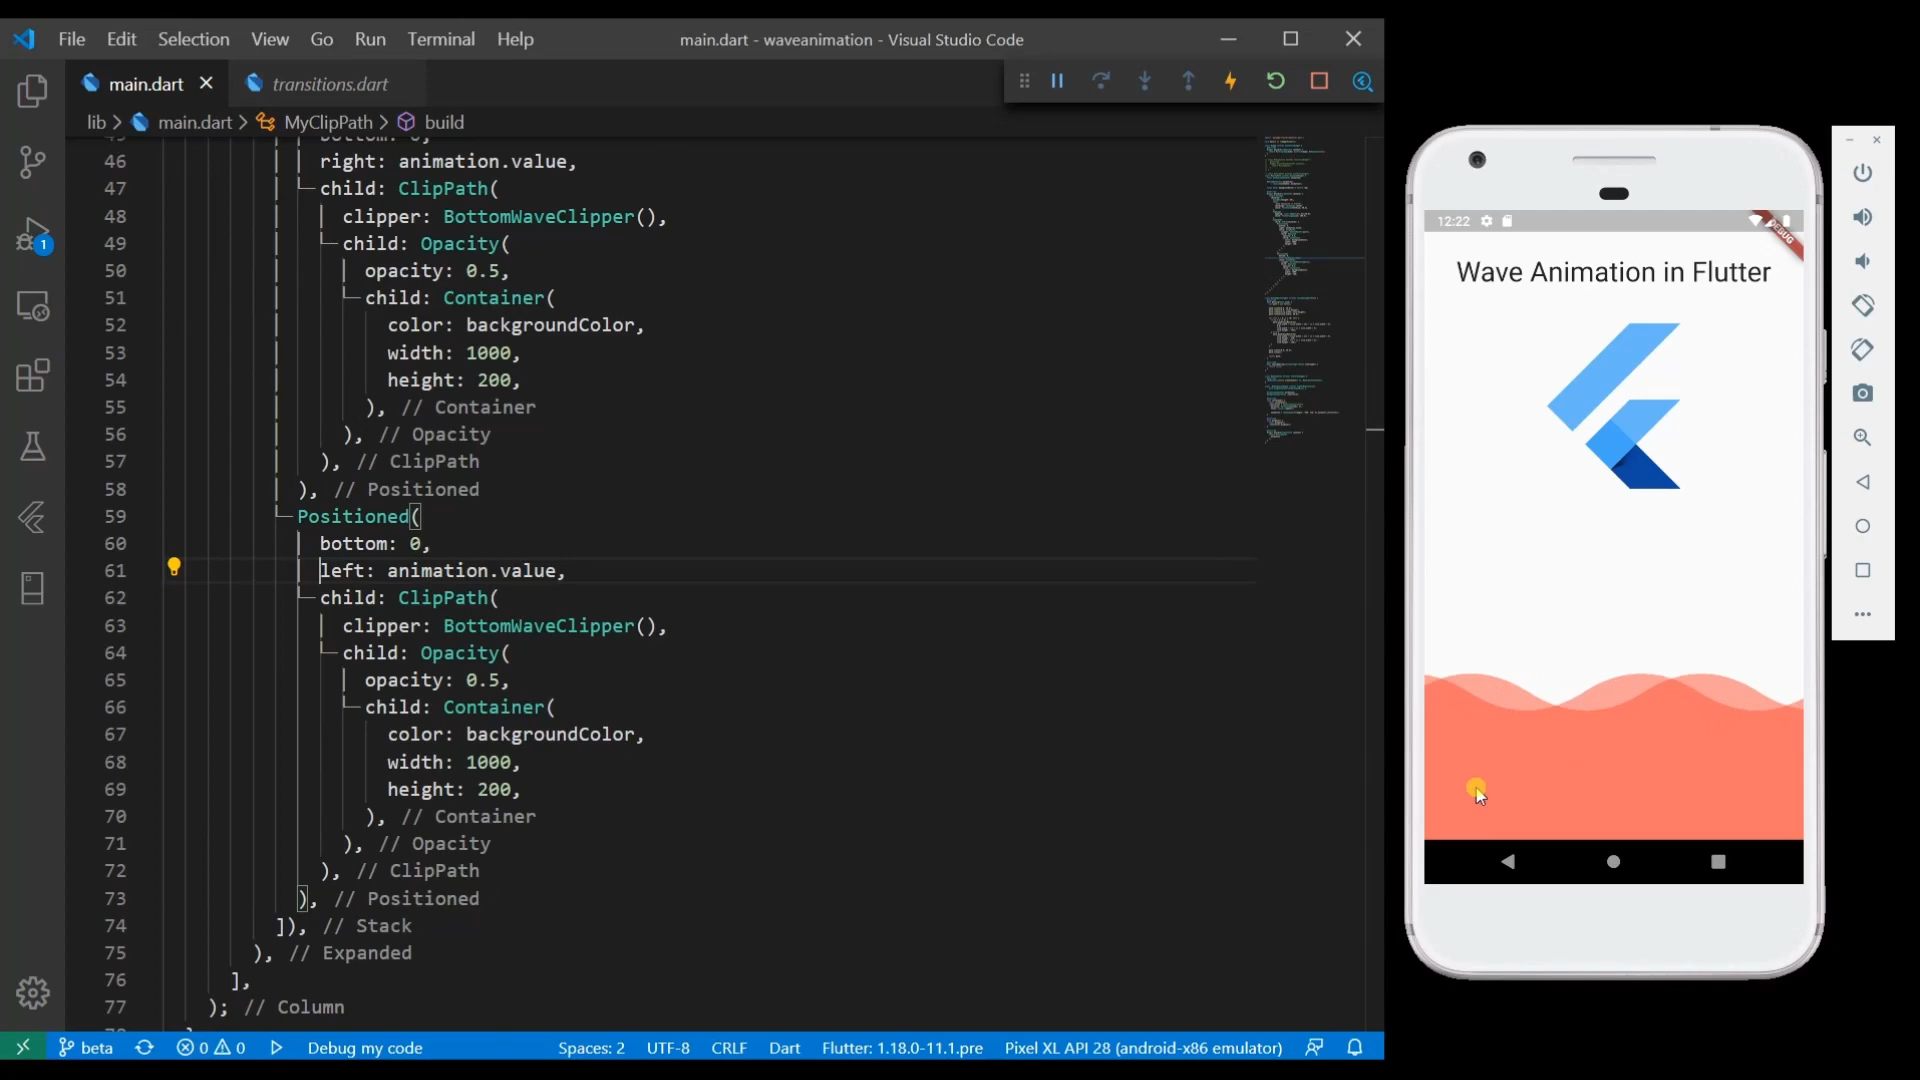 File Edit Selection View Go Run Terminal Help
main.dart - waveanimation - Visual Studio Code
main.dart
transitions.dart
lib > main.dart > MyClipPath > build
46 right: animation.value,
47 child: ClipPath(
48 clipper: BottomWaveClipper(),
49 child: Opacity(
50 opacity: 0.5,
51 child: Container(
52 color: backgroundColor,
53 width: 1000,
54 height: 200,
55 ), // Container
56 ), // Opacity
57 ), // ClipPath
58 ), // Positioned
59 Positioned(
60 bottom: 0,
61 left: animation.value,
62 child: ClipPath(
63 clipper: BottomWaveClipper(),
64 child: Opacity(
65 opacity: 0.5,
66 child: Container(
67 color: backgroundColor,
68 width: 1000,
69 height: 200,
70 ), // Container
71 ), // Opacity
72 ), // ClipPath
73 ), // Positioned
74 ]), // Stack
75 ), // Expanded
76 ],
77 ); // Column
1
beta 0 0 Debug my code Spaces: 2 UTF-8 CRLF Dart Flutter: 1.18.0-11.1.pre Pixel XL API 28 (android-x86 emulator)
12:22
DEBUG
Wave Animation in Flutter